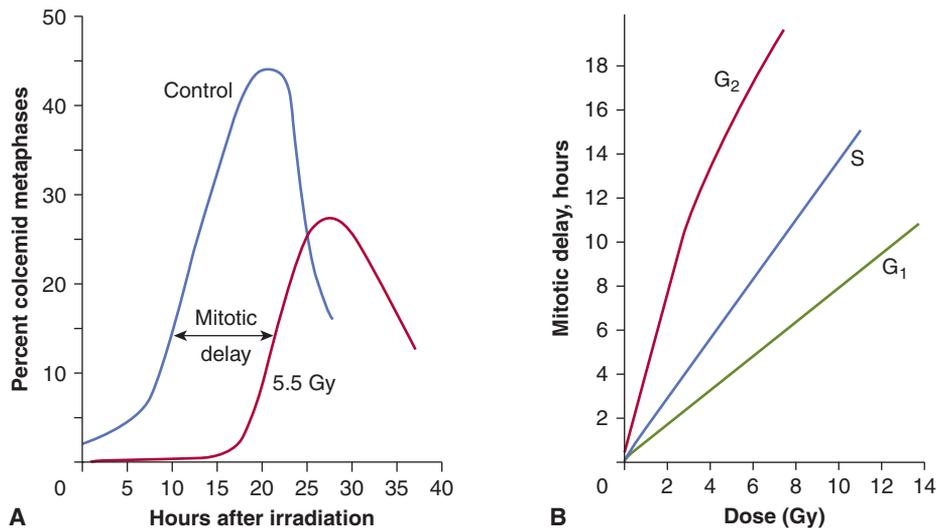 50
40
30
20
10
0
5
10
15
20
25
30
35
40
Percent colcemid metaphases
Control
Mitotic
delay
5.5 Gy
Hours after irradiation
A
18
16
14
12
10
8
6
4
2
0
2
4
6
8
10
12
14
Mitotic delay, hours
G2
S
G1
Dose (Gy)
B